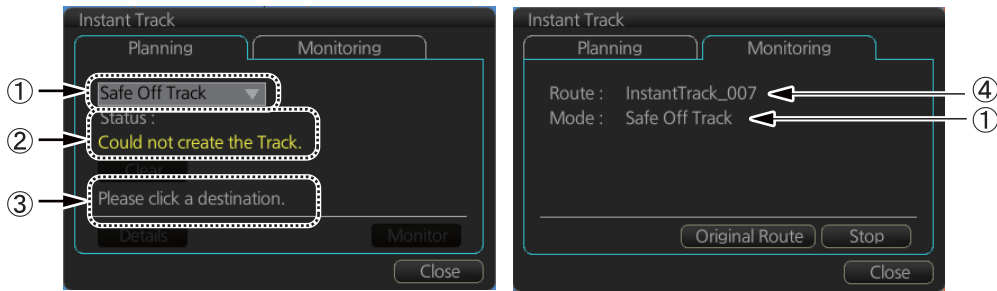 Instant Track
Planning Monitoring
① Safe Off Track
Status :
② Could not create the Track.
Clear
③ Please click a destination.
Details Monitor
Close
Instant Track
Planning Monitoring
Route : InstantTrack_007 ④
Mode : Safe Off Track ①
Original Route Stop
Close